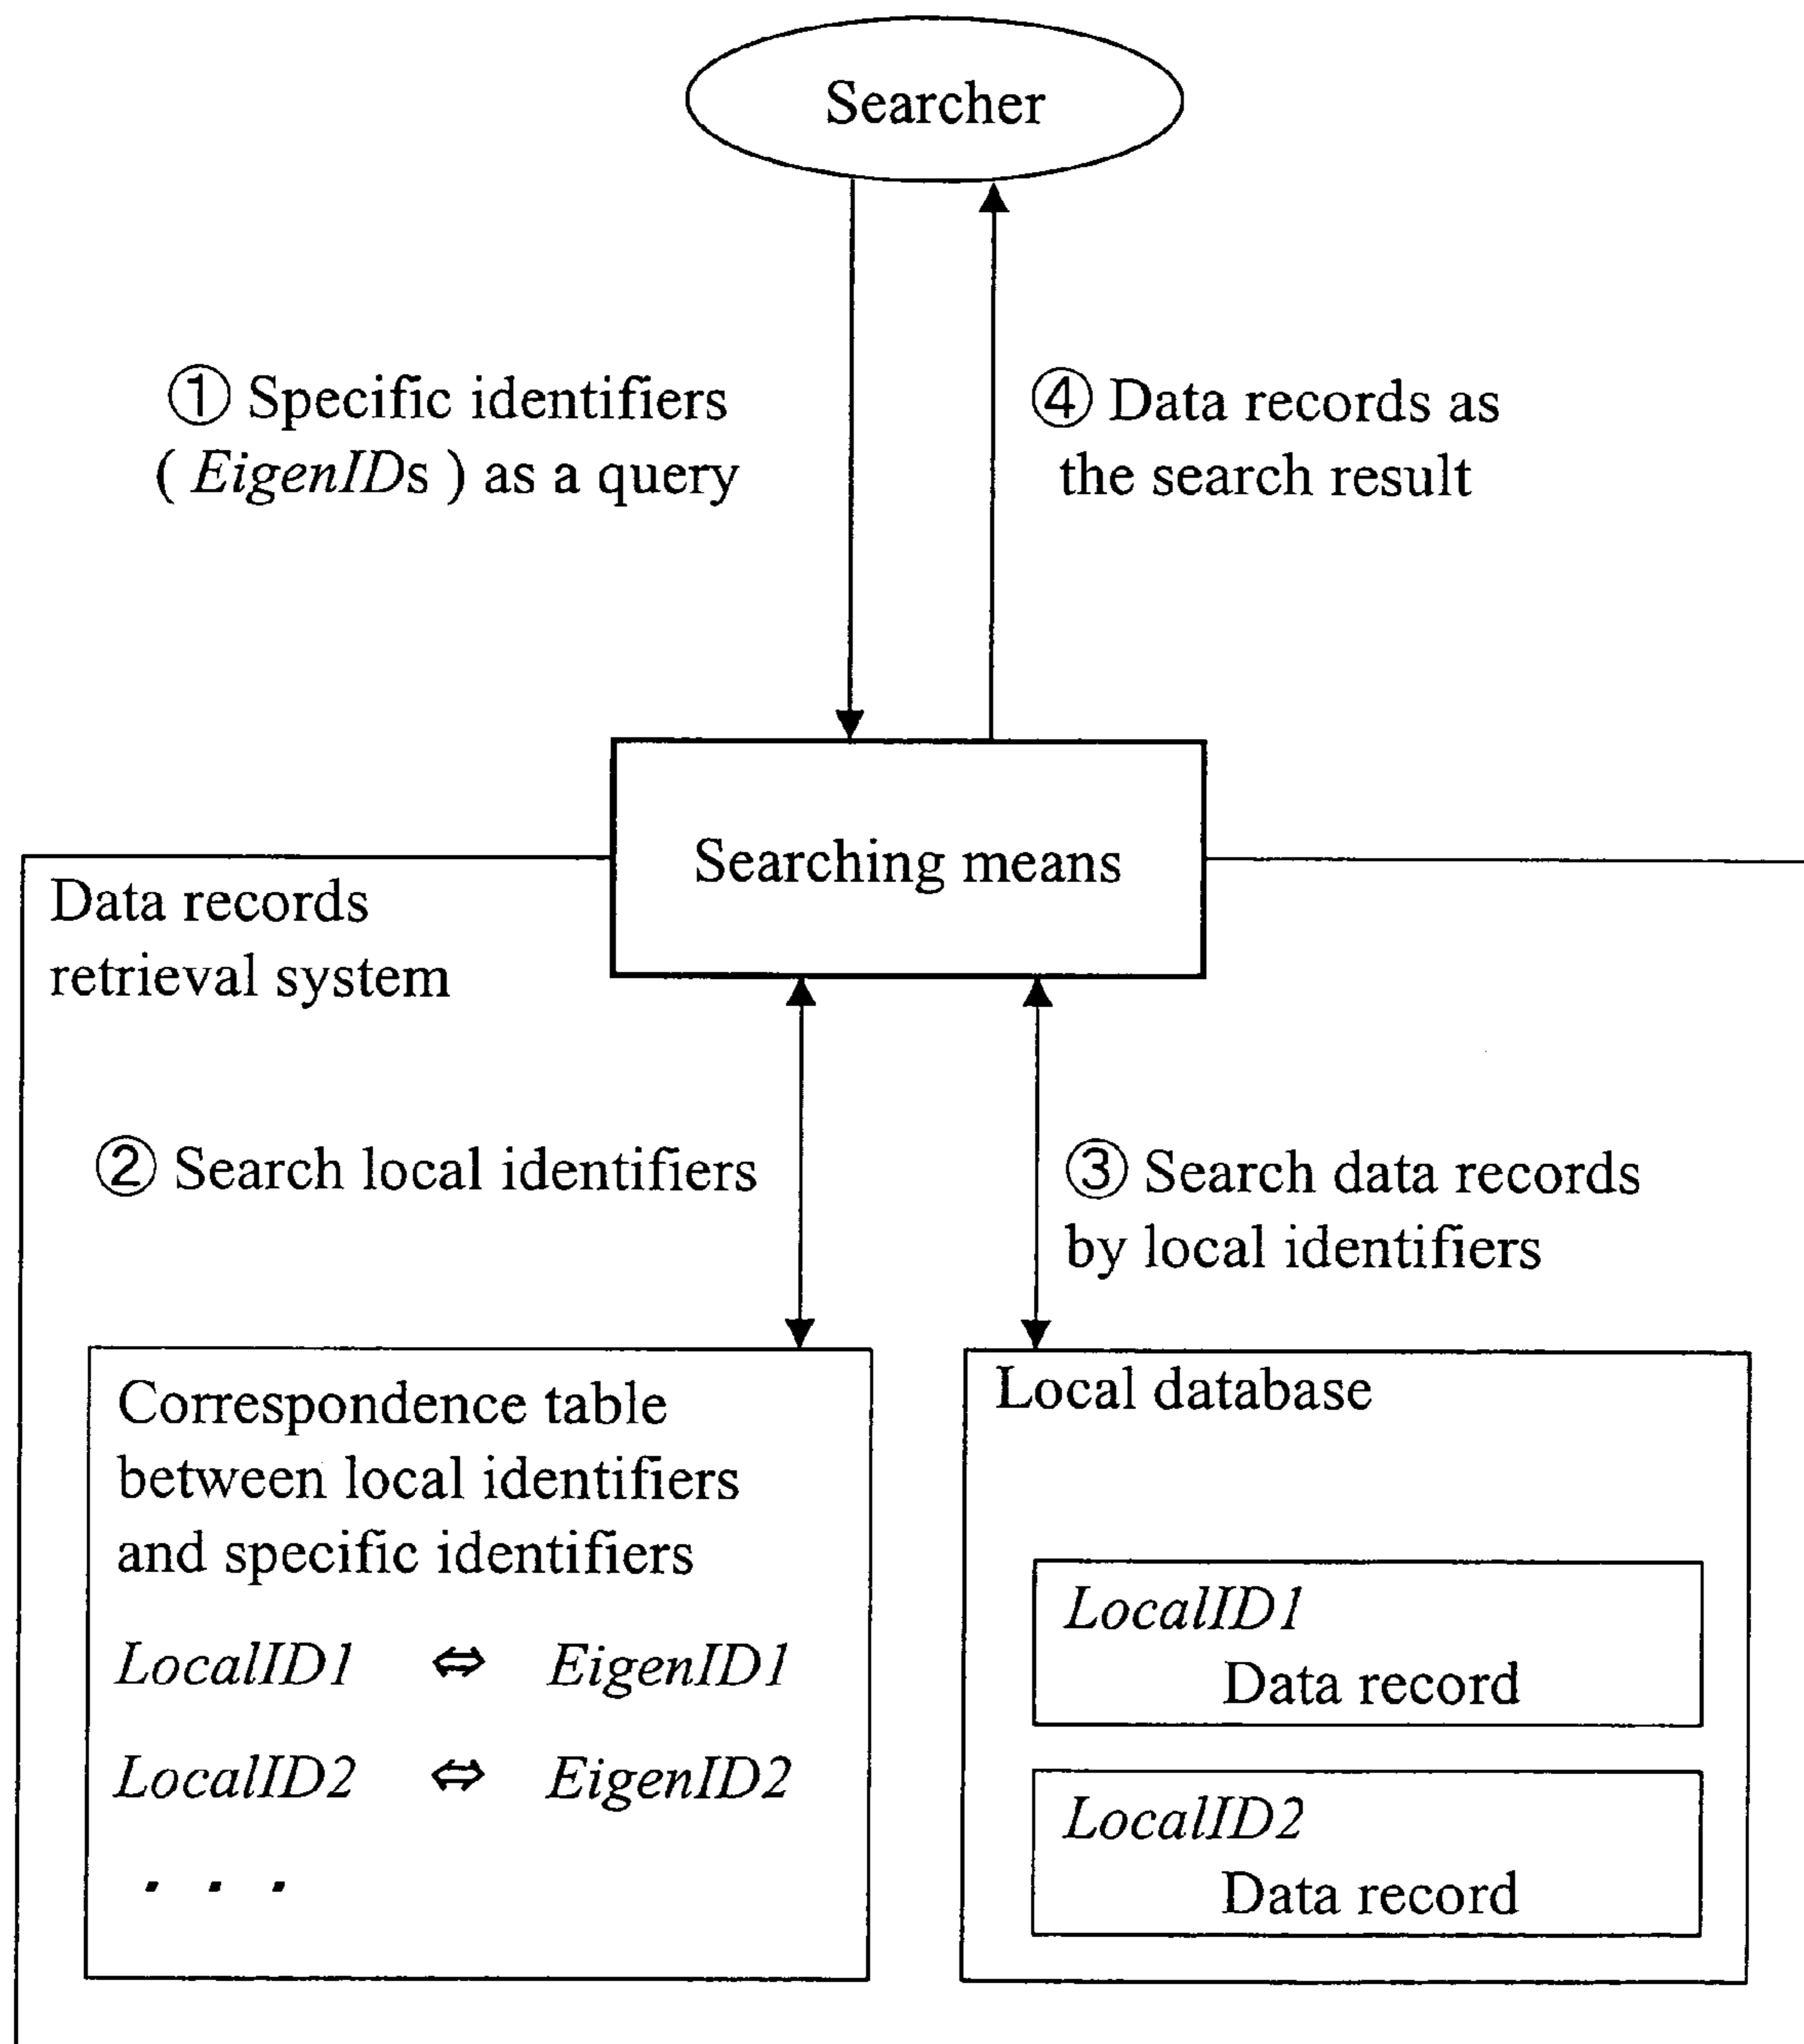 Searcher
① Specific identifiers
( EigenIDs ) as a query
④ Data records as
the search result
Searching means
Data records
retrieval system
② Search local identifiers
③ Search data records
by local identifiers
Correspondence table
between local identifiers
and specific identifiers
LocalID1 ⇔ EigenID1
LocalID2 ⇔ EigenID2
. . .
Local database
LocalID1
Data record
LocalID2
Data record